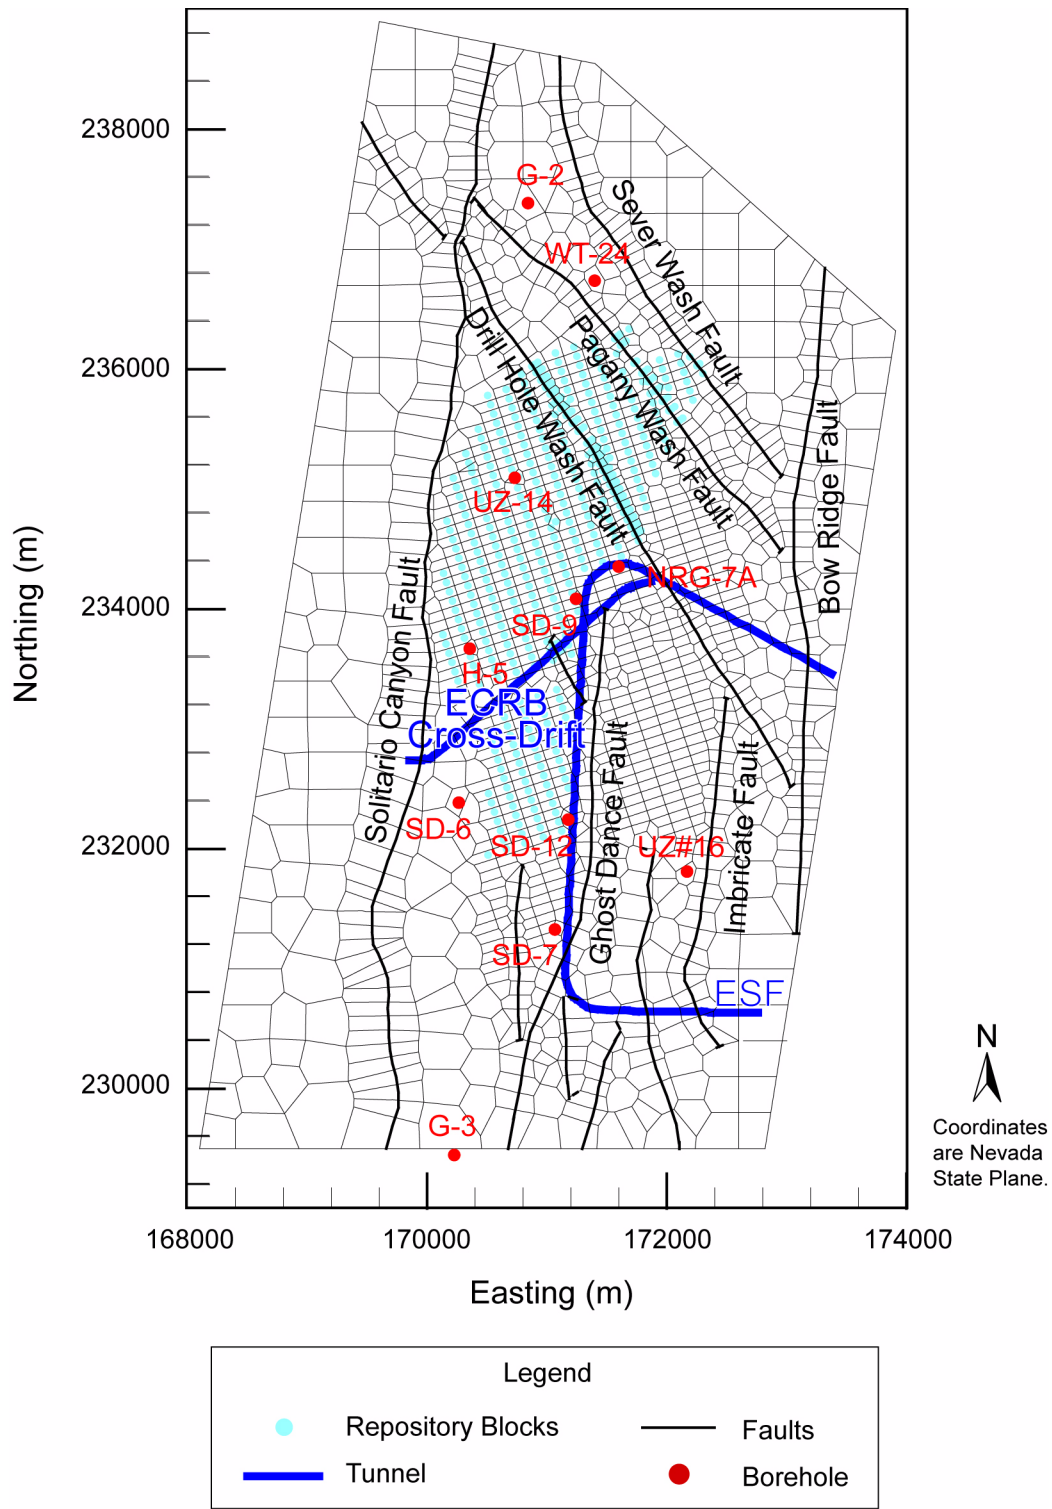 238000
G-2
Sever Wash Fault
WT-24
Drill Hole Wash Fault
Pagany Wash Fault
236000
Bow Ridge Fault
UZ-14
Northing (m)
NRG-7A
234000
SD-9
H-5
ECRB
Cross-Drift
Solitario Canyon Fault
Ghost Dance Fault
Imbricate Fault
SD-6
232000
SD-12
UZ#16
SD-7
ESF
230000
G-3
N
Coordinates
are Nevada
State Plane.
168000
170000
172000
174000
Easting (m)
Legend
Repository Blocks
Faults
Tunnel
Borehole